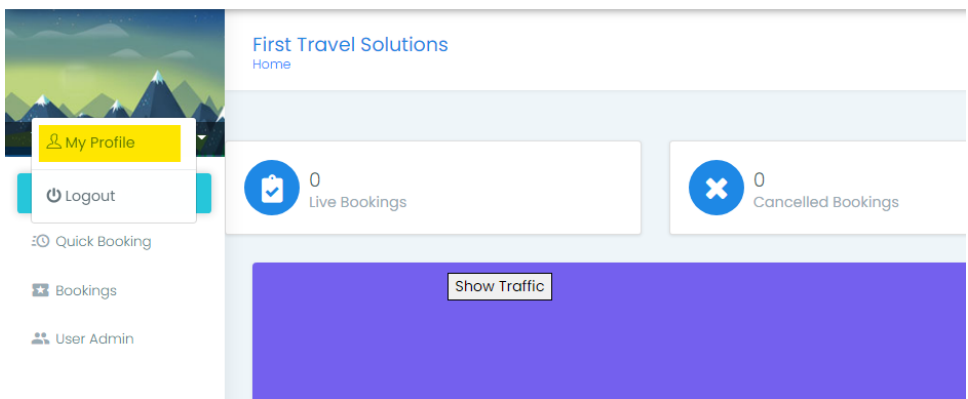 First Travel Solutions
Home
My Profile
Logout
Quick Booking
Bookings
User Admin
0
Live Bookings
0
Cancelled Bookings
Show Traffic